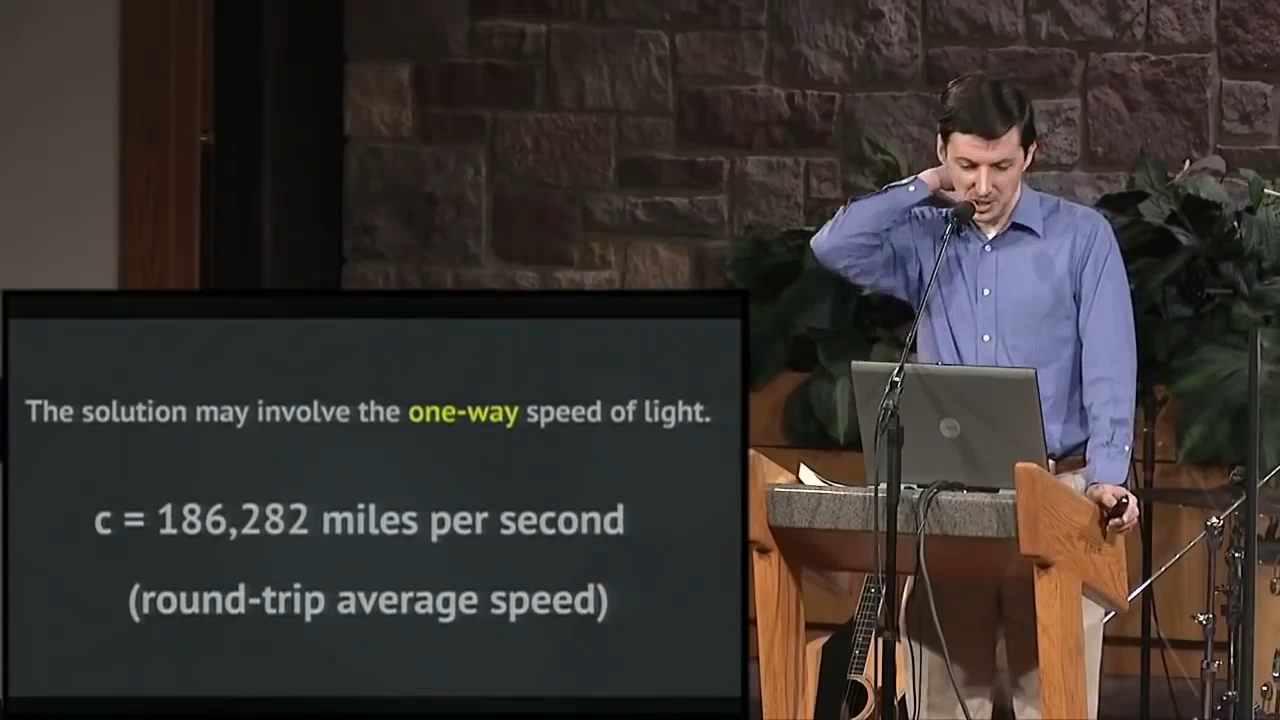 The solution may involve the one-way speed of light.
c = 186,282 miles per second
(round-trip average speed)